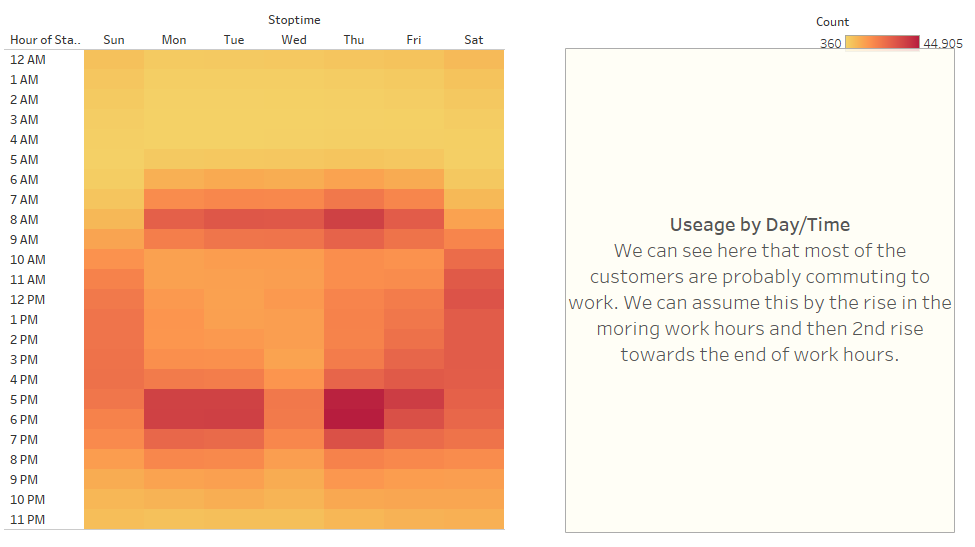 Stoptime
Hour of Sta.. Sun Mon Tue Wed Thu Fri Sat
12 AM
1 AM
2 AM
3 AM
4 AM
5 AM
6 AM
7 AM
8 AM
9 AM
10 AM
11 AM
12 PM
1 PM
2 PM
3 PM
4 PM
5 PM
6 PM
7 PM
8 PM
9 PM
10 PM
11 PM
Count
360 44,905
Useage by Day/Time
We can see here that most of the
customers are probably commuting to
work. We can assume this by the rise in the
moring work hours and then 2nd rise
towards the end of work hours.